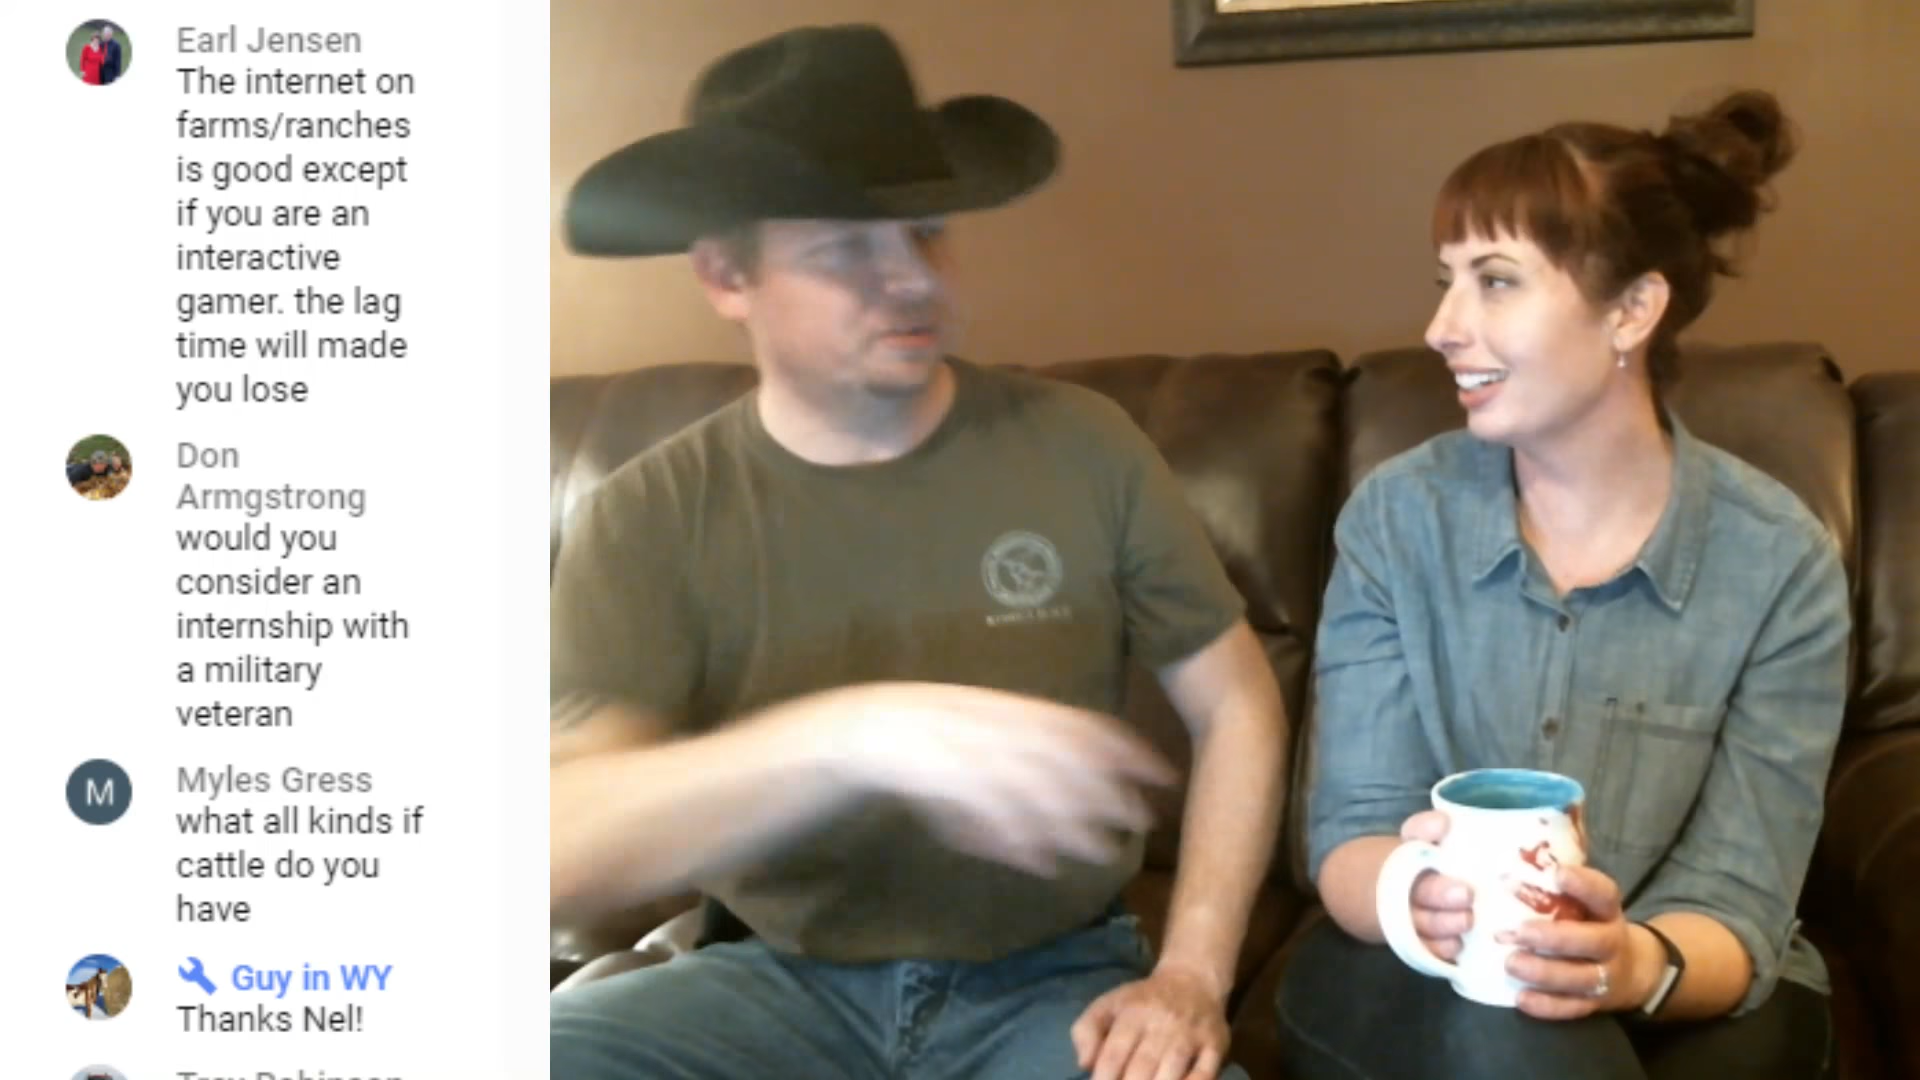 Earl Jensen
The internet on
farms/ranches
is good except
if you are an
interactive
gamer. the lag
time will made
you lose
Don
Armgstrong
would you
consider an
internship with
a military
veteran
M
Myles Gress
what all kinds if
cattle do you
have
Guy in WY
Thanks Nel!